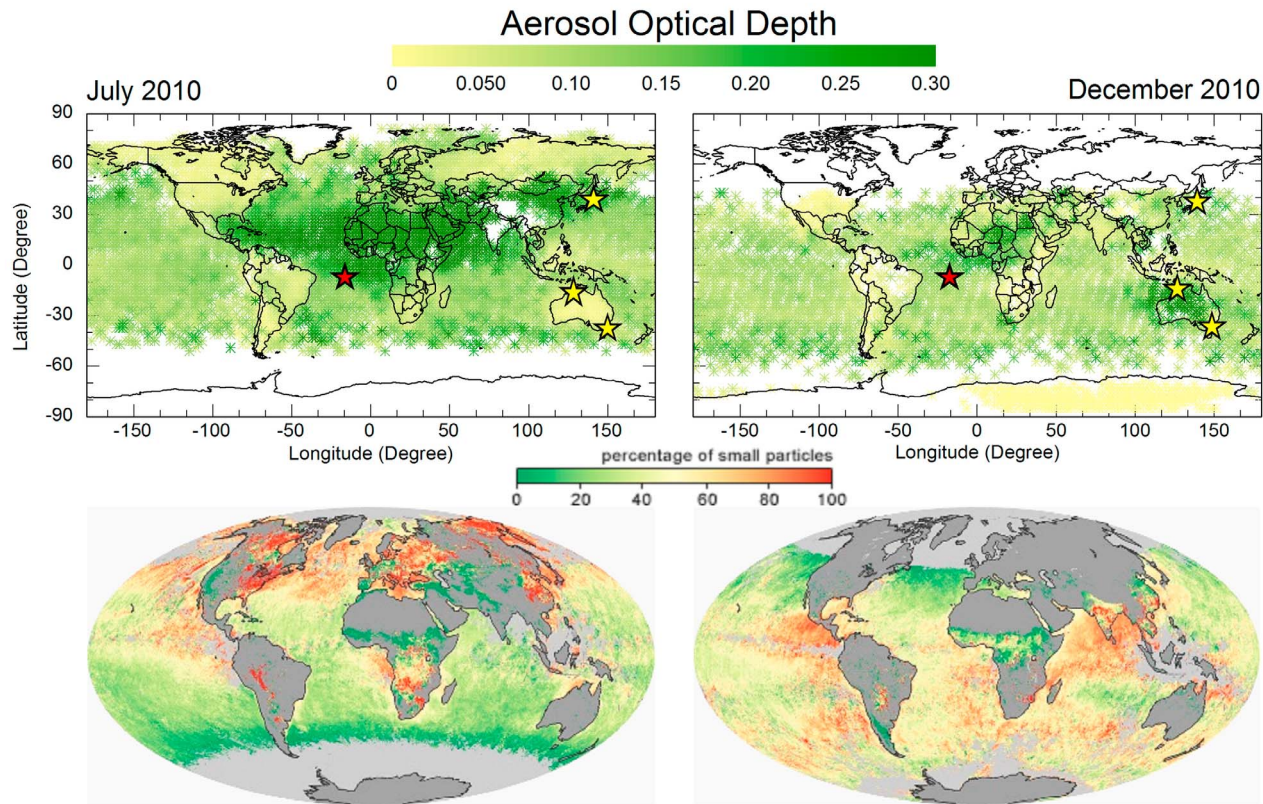 Aerosol Optical Depth
0 0.050 0.10 0.15 0.20 0.25 0.30
July 2010
December 2010
90
60
30
0
-30
-60
-90
Latitude (Degree)
-150 -100 -50 0 50 100 150
Longitude (Degree)
-150 -100 -50 0 50 100 150
Longitude (Degree)
percentage of small particles
0 20 40 60 80 100